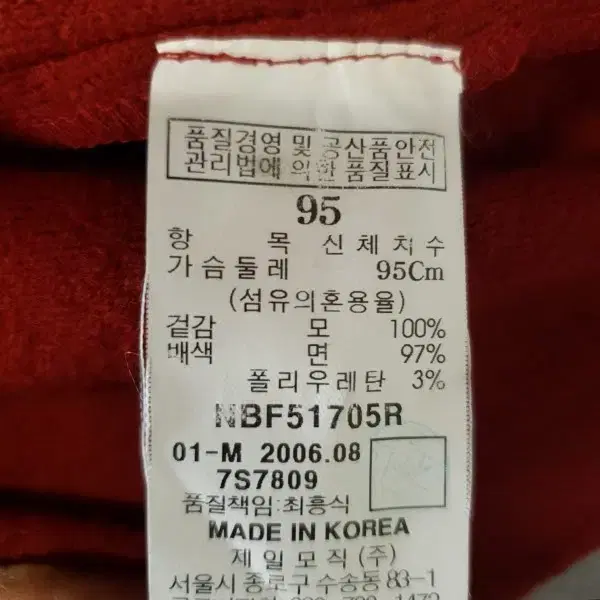 품질경영 및 공산품안전
관리법에 의한 품질표시
95
항 목 신체치수
가슴둘레 95Cm
(섬유의혼용율)
겉감 모 100%
배색 면 97%
폴리우레탄 3%
NBF51705R
01-M 2006.08
7S7809
품질책임:최흥식
MADE IN KOREA
제일모직(주)
서울시 종로구 수송동 83-1